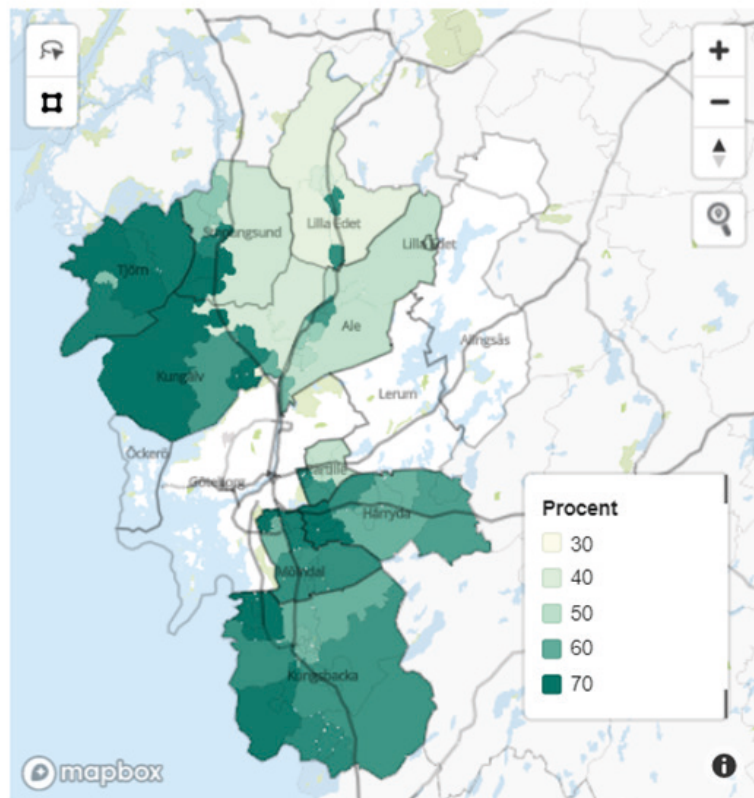 Lilla Edet
Stenungsund
Lilla Edet
Tjörn
Ale
Alingsås
Kungälv
Lerum
Öckerö
Partille
Göteborg
Härryda
Mölndal
Kungsbacka
Procent
30
40
50
60
70
mapbox